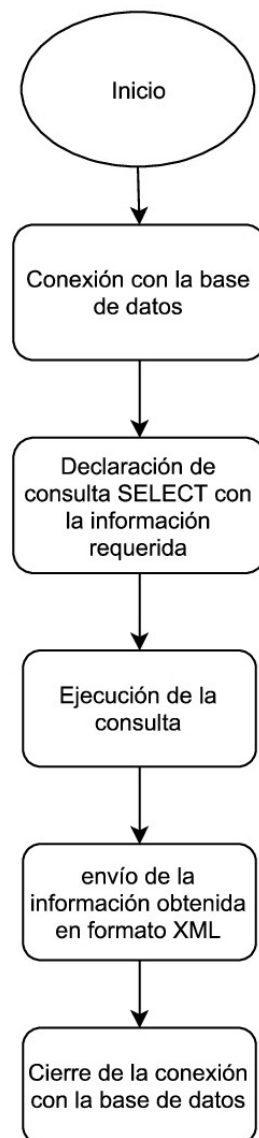 Inicio
Conexión con la base
de datos
Declaración de
consulta SELECT con
la información
requerida
Ejecución de la
consulta
envío de la
información obtenida
en formato XML
Cierre de la conexión
con la base de datos